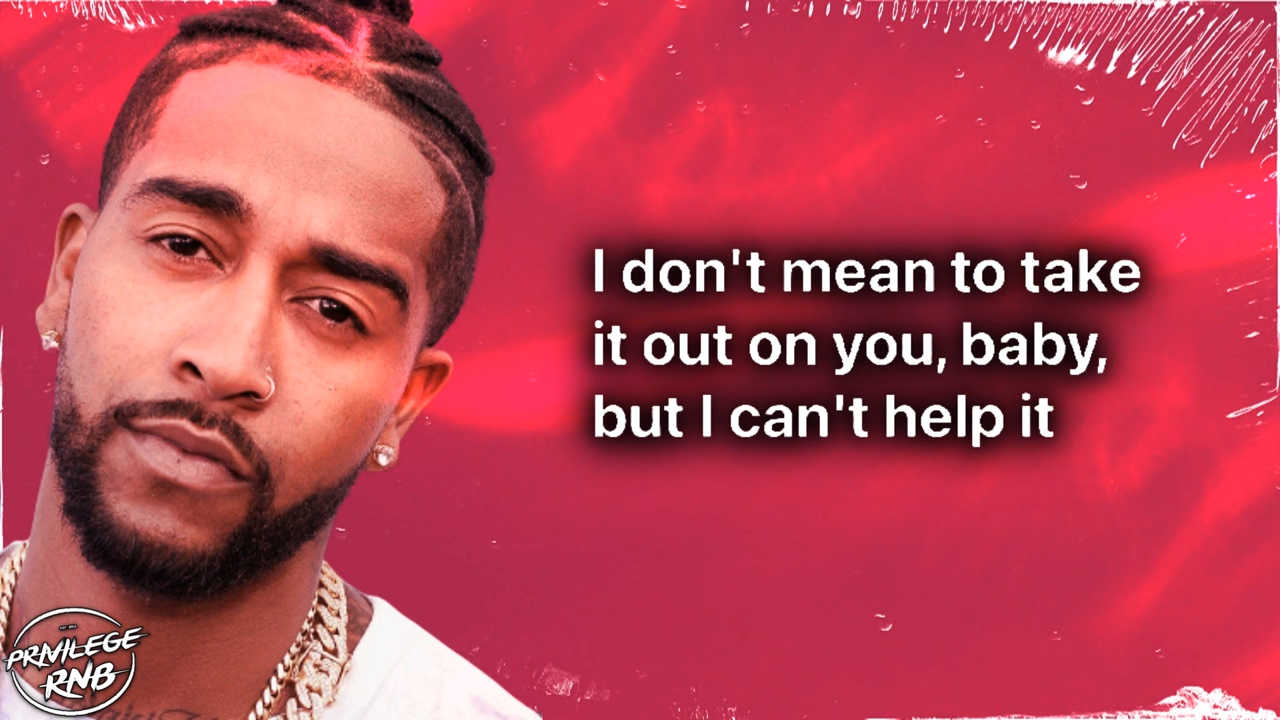 I don't mean to take
it out on you, baby,
but I can't help it
PRIVILEGE
RNB